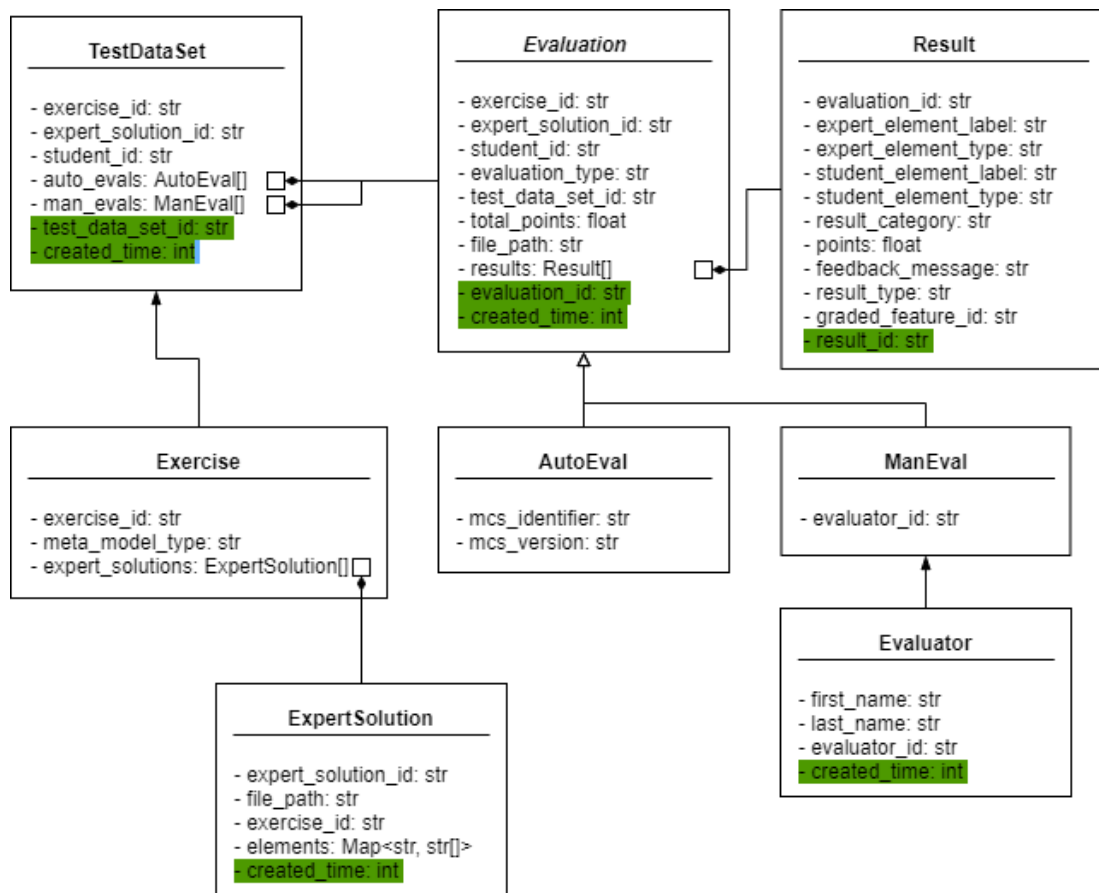 TestDataSet
- exercise_id: str
- expert_solution_id: str
- student_id: str
- auto_evals: AutoEval[]
- man_evals: ManEval[]
- test_data_set_id: str
- created_time: int
Evaluation
- exercise_id: str
- expert_solution_id: str
- student_id: str
- evaluation_type: str
- test_data_set_id: str
- total_points: float
- file_path: str
- results: Result[]
- evaluation_id: str
- created_time: int
Result
- evaluation_id: str
- expert_element_label: str
- expert_element_type: str
- student_element_label: str
- student_element_type: str
- result_category: str
- points: float
- feedback_message: str
- result_type: str
- graded_feature_id: str
- result_id: str
Exercise
- exercise_id: str
- meta_model_type: str
- expert_solutions: ExpertSolution[]
AutoEval
- mcs_identifier: str
- mcs_version: str
ManEval
- evaluator_id: str
Evaluator
- first_name: str
- last_name: str
- evaluator_id: str
- created_time: int
ExpertSolution
- expert_solution_id: str
- file_path: str
- exercise_id: str
- elements: Map<str, str[]>
- created_time: int